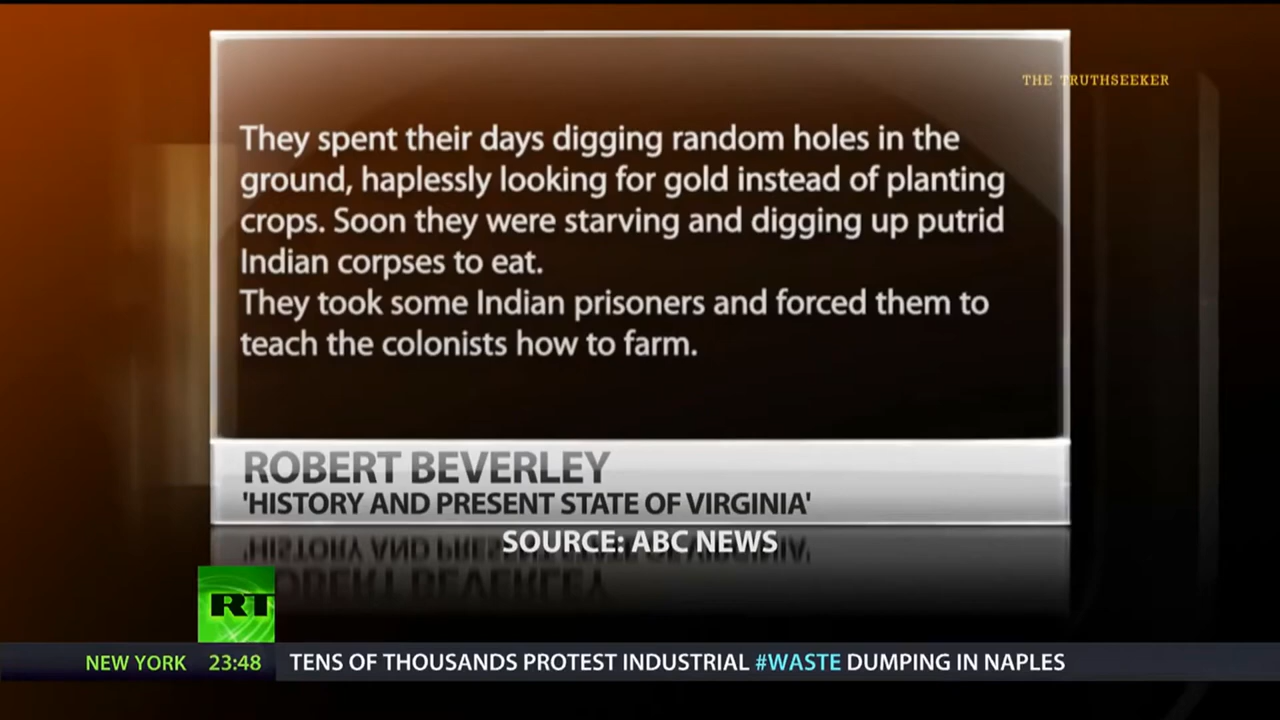 THE TRUTHSEEKER
They spent their days digging random holes in the
ground, haplessly looking for gold instead of planting
crops. Soon they were starving and digging up putrid
Indian corpses to eat.
They took some Indian prisoners and forced them to
teach the colonists how to farm.
ROBERT BEVERLEY
'HISTORY AND PRESENT STATE OF VIRGINIA'
SOURCE: ABC NEWS
RT
NEW YORK 23:48 TENS OF THOUSANDS PROTEST INDUSTRIAL #WASTE DUMPING IN NAPLES